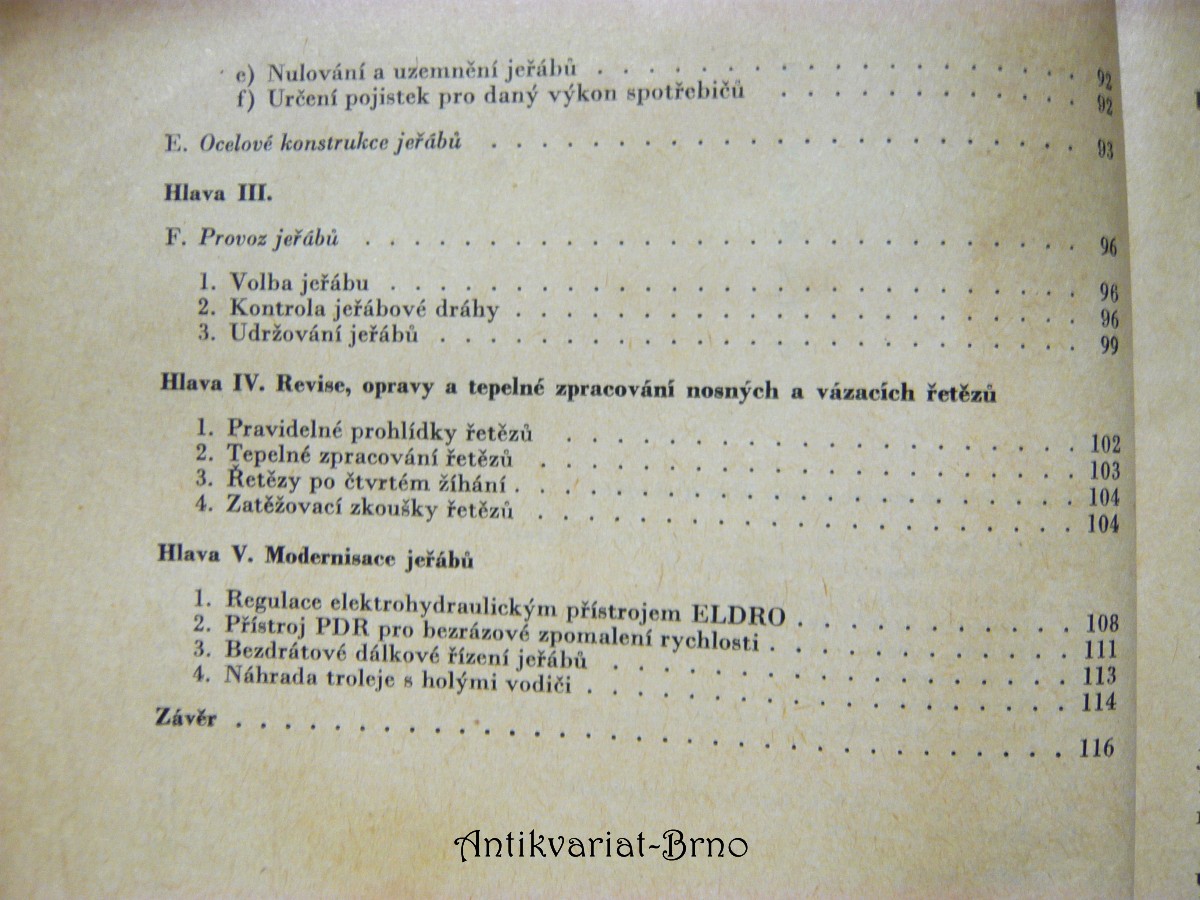 e) Nulování a uzemnění jeřábů . . . . . . . . . . . . . . . . . . . 92
f) Určení pojistek pro daný výkon spotřebičů . . . . . . . . . . . . 92
E. Ocelové konstrukce jeřábů . . . . . . . . . . . . . . . . . . . . 93
Hlava III.
F. Provoz jeřábů . . . . . . . . . . . . . . . . . . . . . . . . . . 96
1. Volba jeřábu . . . . . . . . . . . . . . . . . . . . . . . . . . 96
2. Kontrola jeřábové dráhy . . . . . . . . . . . . . . . . . . . . . 96
3. Udržování jeřábů . . . . . . . . . . . . . . . . . . . . . . . . 99
Hlava IV. Revise, opravy a tepelné zpracování nosných a vázacích řetězů
1. Pravidelné prohlídky řetězů . . . . . . . . . . . . . . . . . . . 102
2. Tepelné zpracování řetězů . . . . . . . . . . . . . . . . . . . . 103
3. Řetězy po čtvrtém žíhání . . . . . . . . . . . . . . . . . . . . 104
4. Zatěžovací zkoušky řetězů . . . . . . . . . . . . . . . . . . . . 104
Hlava V. Modernisace jeřábů
1. Regulace elektrohydraulickým přístrojem ELDRO . . . . . . . . . . 108
2. Přístroj PDR pro bezrázové zpomalení rychlosti . . . . . . . . . . 111
3. Bezdrátové dálkové řízení jeřábů . . . . . . . . . . . . . . . . . 113
4. Náhrada troleje s holými vodiči . . . . . . . . . . . . . . . . . 114
Závěr . . . . . . . . . . . . . . . . . . . . . . . . . . . . . . . 116
Antikvariat-Brno